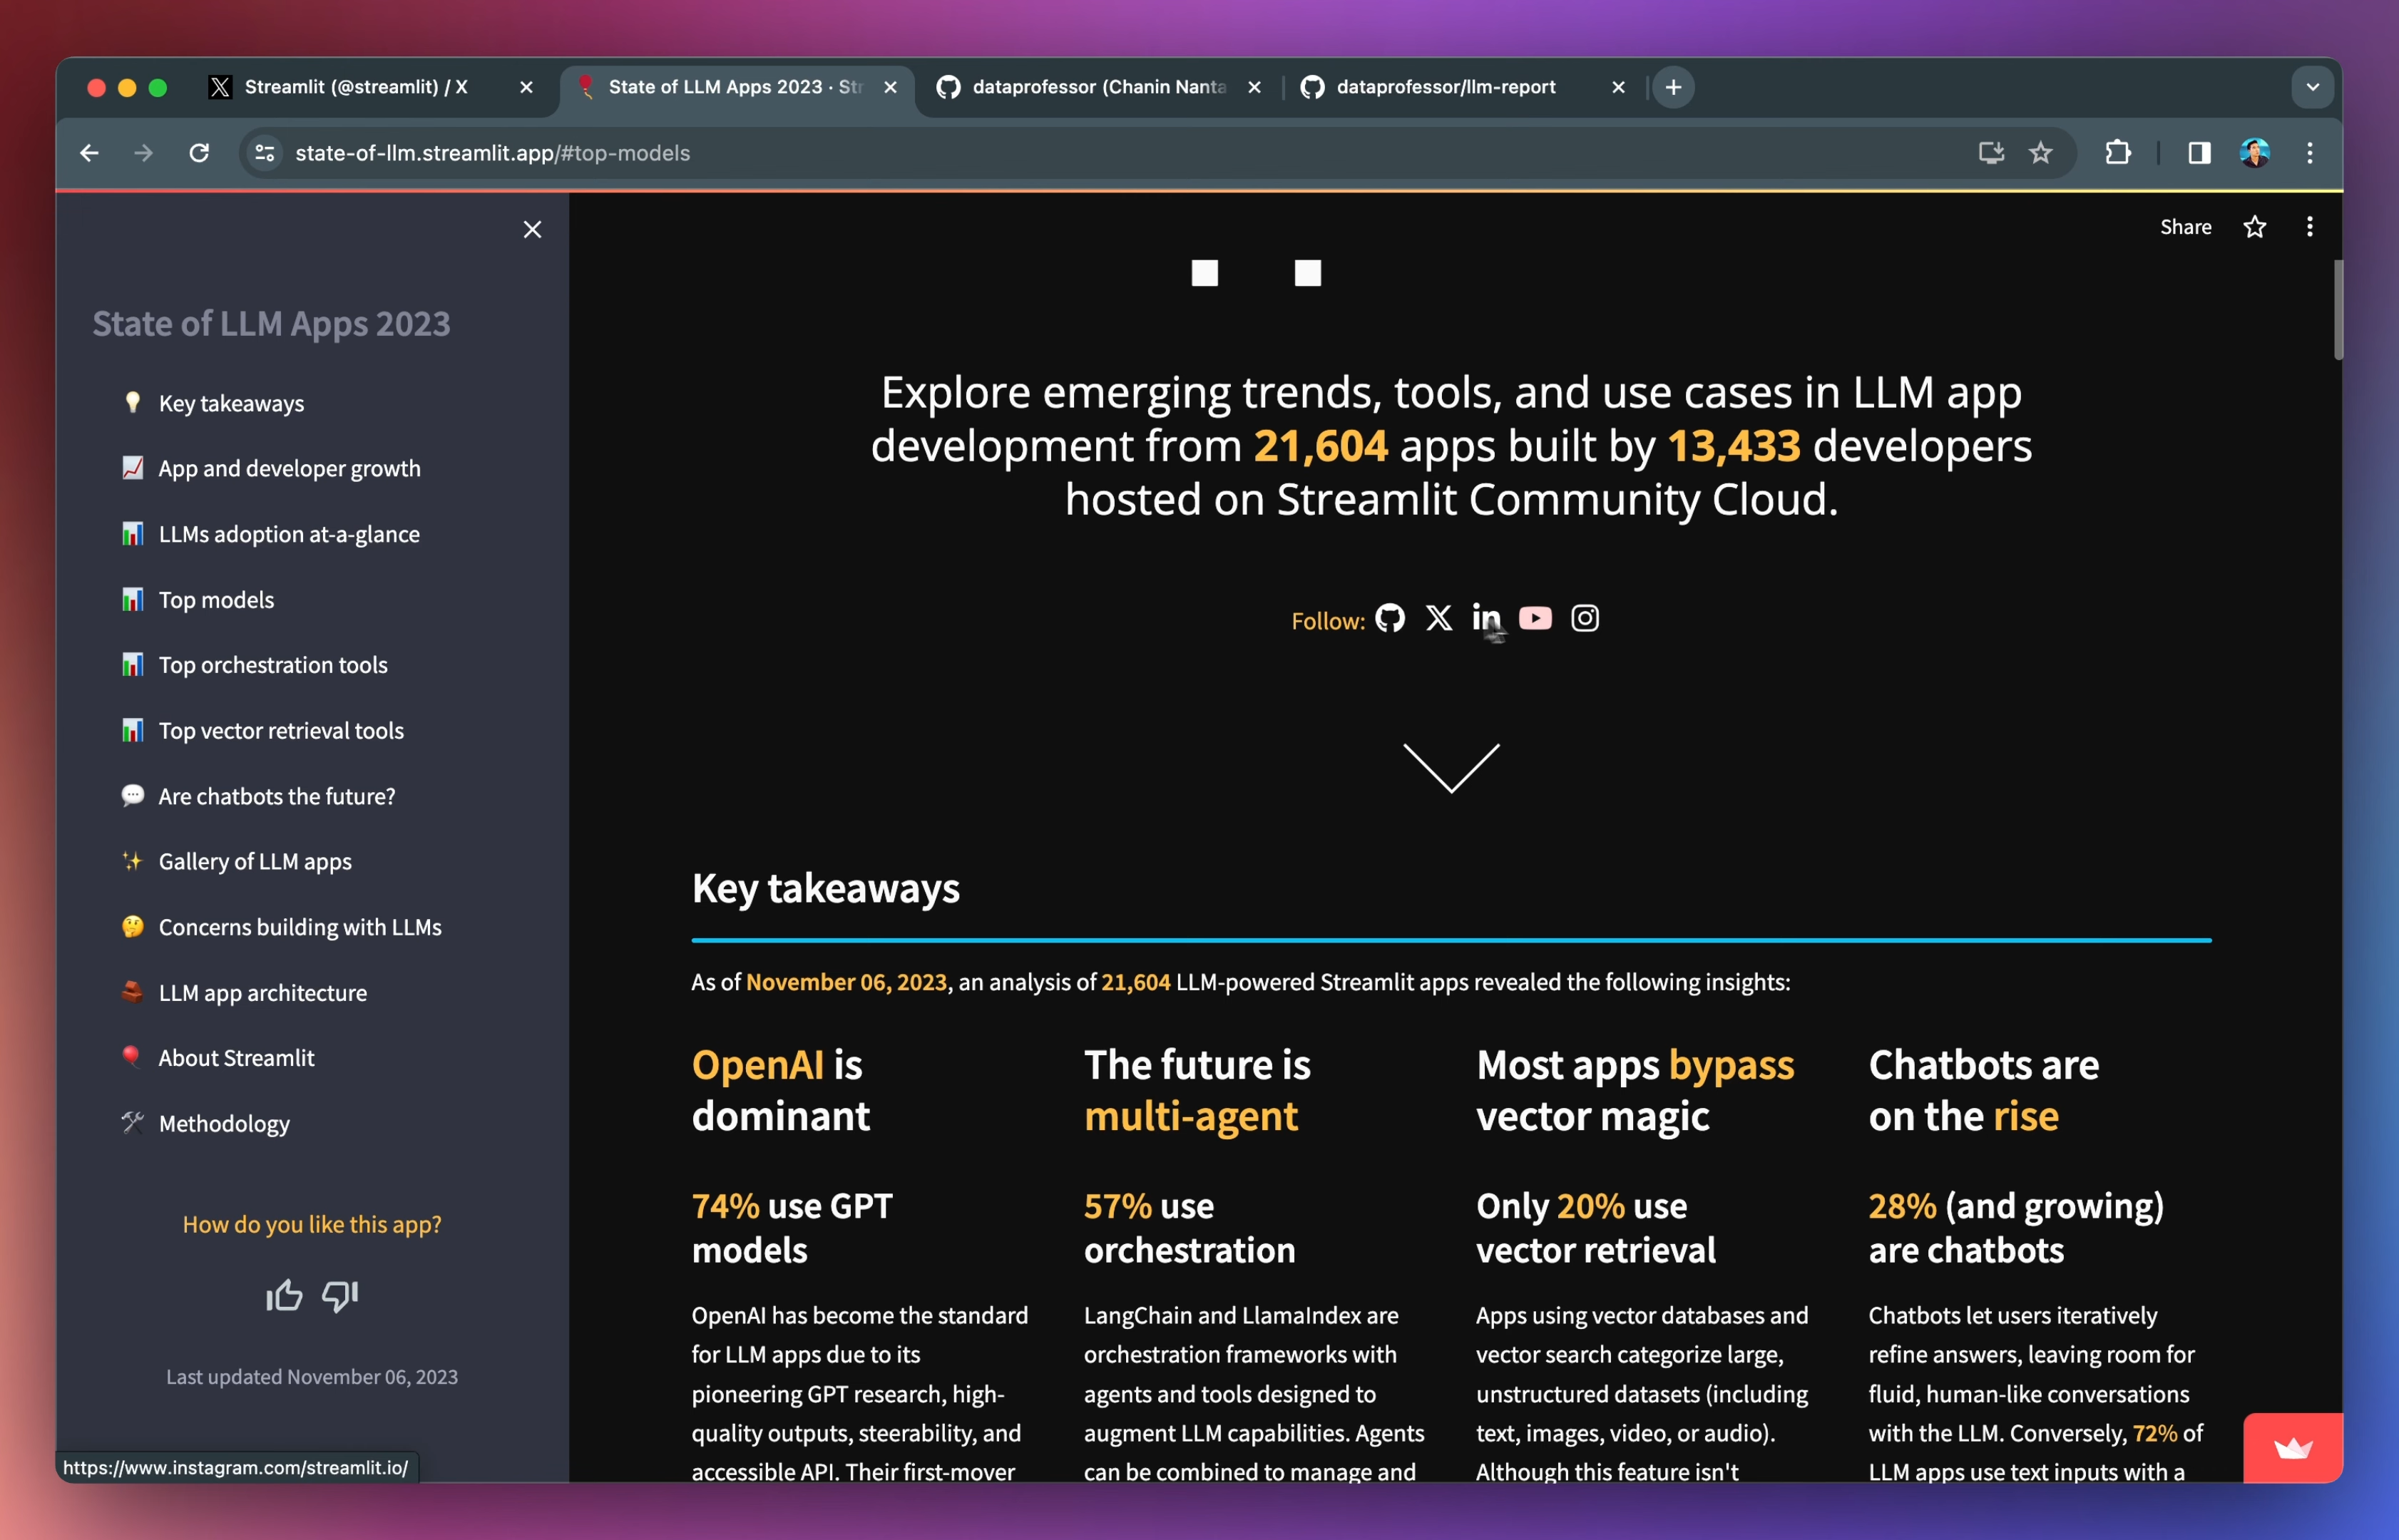 Streamlit (@streamlit) / X
State of LLM Apps 2023 · Str
dataprofessor (Chanin Nanta
dataprofessor/llm-report
state-of-llm.streamlit.app/#top-models
Share
State of LLM Apps 2023
Key takeaways
App and developer growth
LLMs adoption at-a-glance
Top models
Top orchestration tools
Top vector retrieval tools
Are chatbots the future?
Gallery of LLM apps
Concerns building with LLMs
LLM app architecture
About Streamlit
Methodology
How do you like this app?
Last updated November 06, 2023
https://www.instagram.com/streamlit.io/
Explore emerging trends, tools, and use cases in LLM app
development from 21,604 apps built by 13,433 developers
hosted on Streamlit Community Cloud.
Follow:
Key takeaways
As of November 06, 2023, an analysis of 21,604 LLM-powered Streamlit apps revealed the following insights:
OpenAI is
dominant
74% use GPT
models
OpenAI has become the standard
for LLM apps due to its
pioneering GPT research, high-
quality outputs, steerability, and
accessible API. Their first-mover
The future is
multi-agent
57% use
orchestration
LangChain and LlamaIndex are
orchestration frameworks with
agents and tools designed to
augment LLM capabilities. Agents
can be combined to manage and
Most apps bypass
vector magic
Only 20% use
vector retrieval
Apps using vector databases and
vector search categorize large,
unstructured datasets (including
text, images, video, or audio).
Although this feature isn't
Chatbots are
on the rise
28% (and growing)
are chatbots
Chatbots let users iteratively
refine answers, leaving room for
fluid, human-like conversations
with the LLM. Conversely, 72% of
LLM apps use text inputs with a